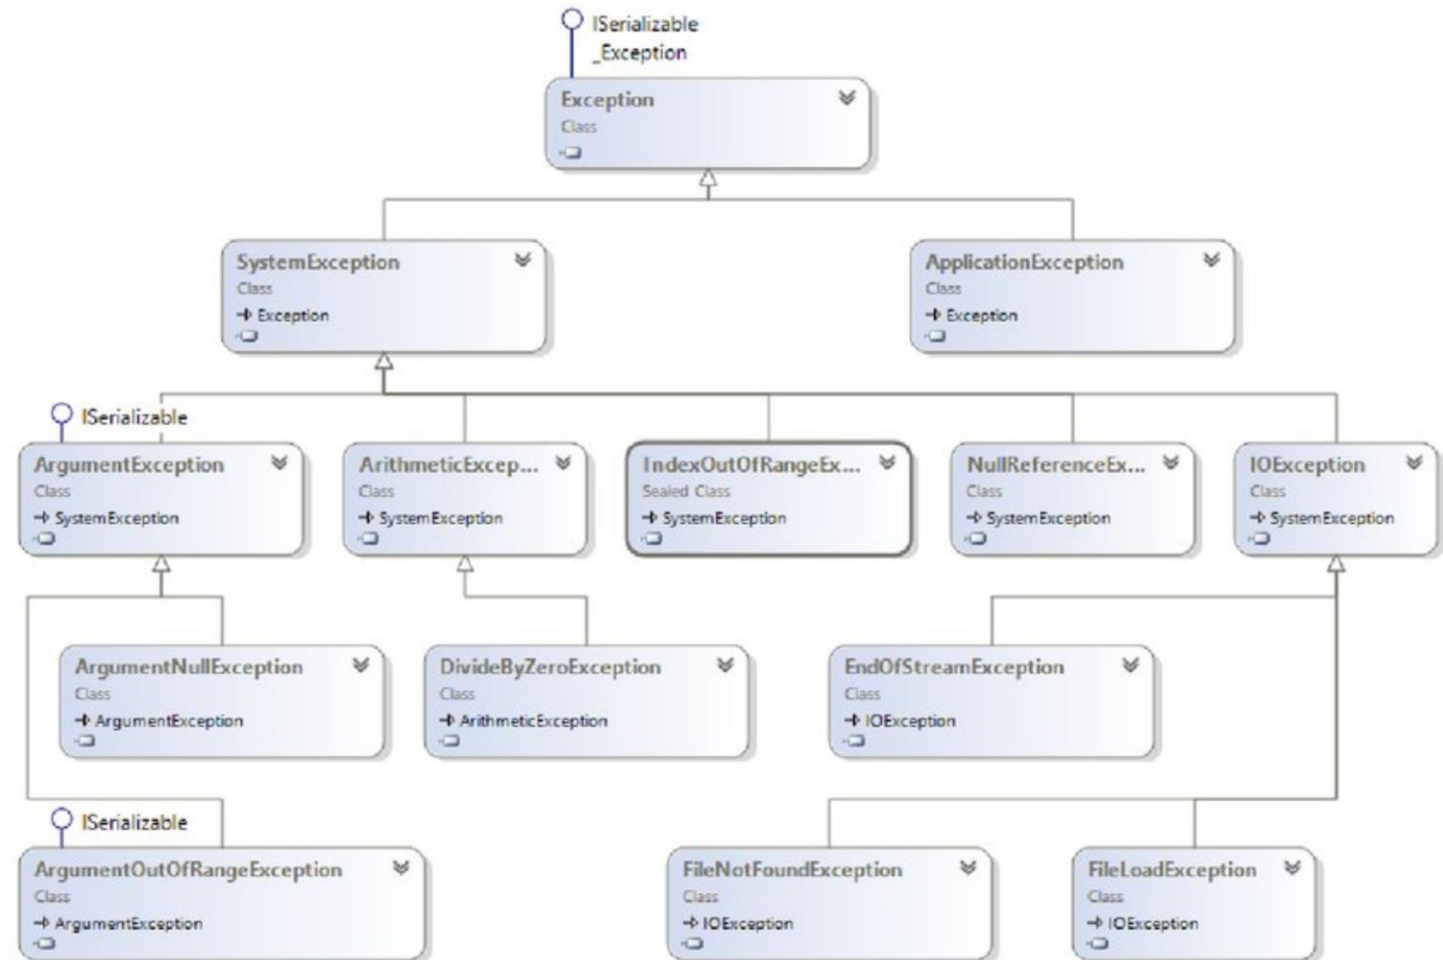 ISerializable
_Exception
Exception
Class
SystemException
Class
Exception
ApplicationException
Class
Exception
ISerializable
ArgumentException
Class
SystemException
ArithmeticExcep...
Class
SystemException
IndexOutOfRangeEx...
Sealed Class
SystemException
NullReferenceEx...
Class
SystemException
IOException
Class
SystemException
ArgumentNullException
Class
ArgumentException
DivideByZeroException
Class
ArithmeticException
EndOfStreamException
Class
IOException
ISerializable
ArgumentOutOfRangeException
Class
ArgumentException
FileNotFoundException
Class
IOException
FileLoadException
Class
IOException